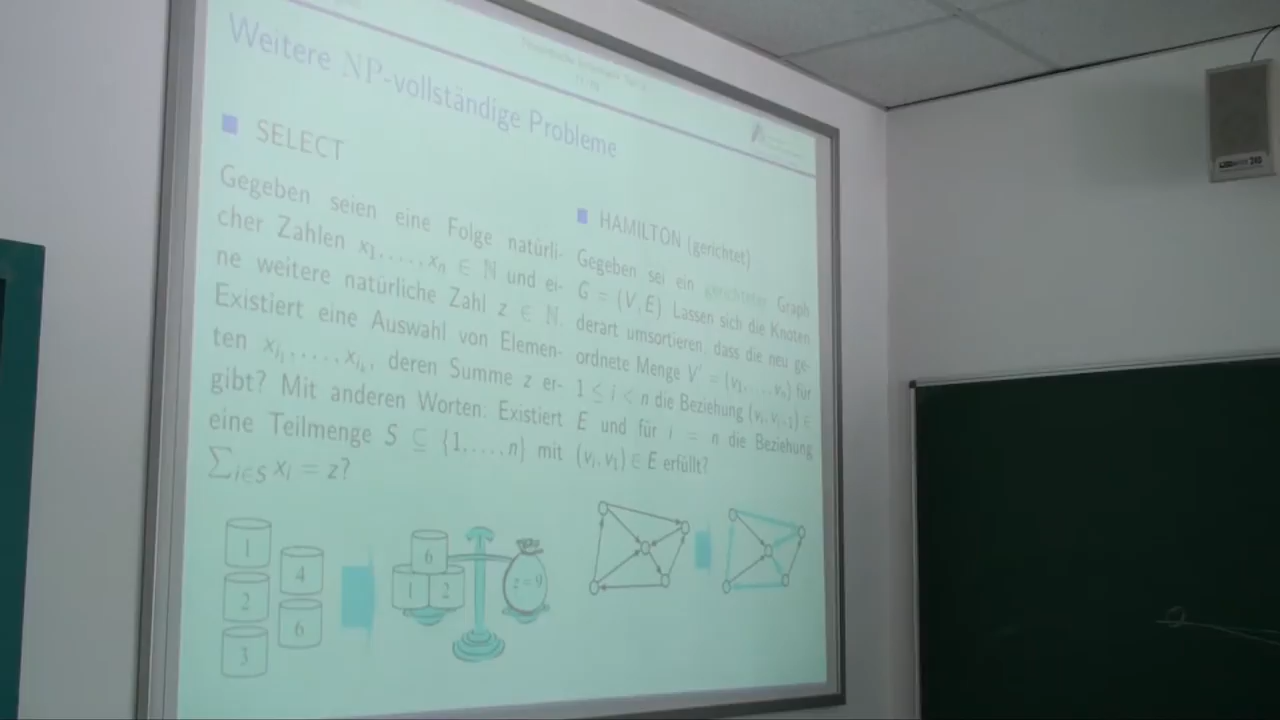 Weitere NP-vollständige Probleme
SELECT
Gegeben seien eine Folge natürli-
cher Zahlen x₁, . . . , xₙ ∈ ℕ und ei-
ne weitere natürliche Zahl z ∈ ℕ.
Existiert eine Auswahl von Elemen-
ten x_{i₁}, . . . , x_{iₖ}, deren Summe z er-
gibt? Mit anderen Worten: Existiert
eine Teilmenge S ⊆ {1, . . . , n} mit
∑_{i∈S} xᵢ = z?
HAMILTON (gerichtet)
Gegeben sei ein gerichteter Graph
G = (V, E) Lassen sich die Knoten
derart umsortieren, dass die neu ge-
ordnete Menge V' = (v₁, . . . , vₙ) für
1 ≤ i < n die Beziehung (vᵢ, vᵢ₊₁) ∈
E und für i = n die Beziehung
(vᵢ, v₁) ∈ E erfüllt?
1
2
3
4
6
6
1 2
z = 9